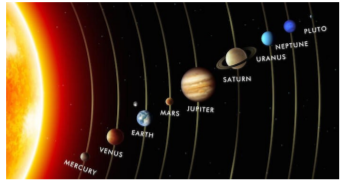 MERCURY
VENUS
EARTH
MARS
JUPITER
SATURN
URANUS
NEPTUNE
PLUTO